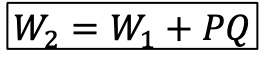 W₂ = W₁ + PQ